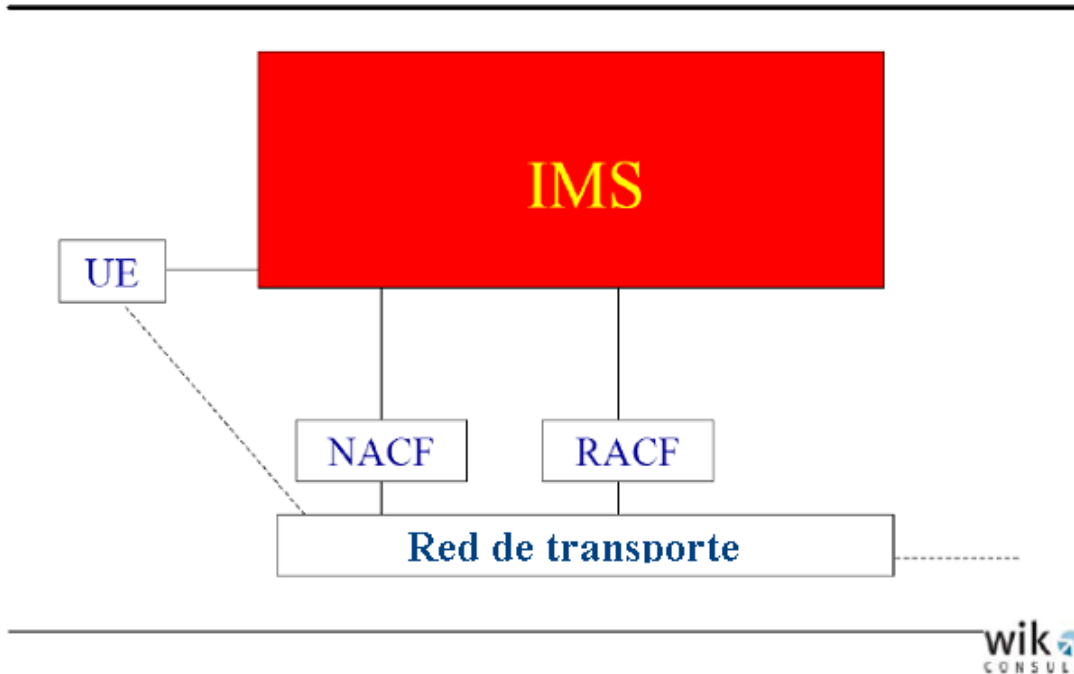 IMS
UE
NACF
RACF
Red de transporte
wik
CONSUL